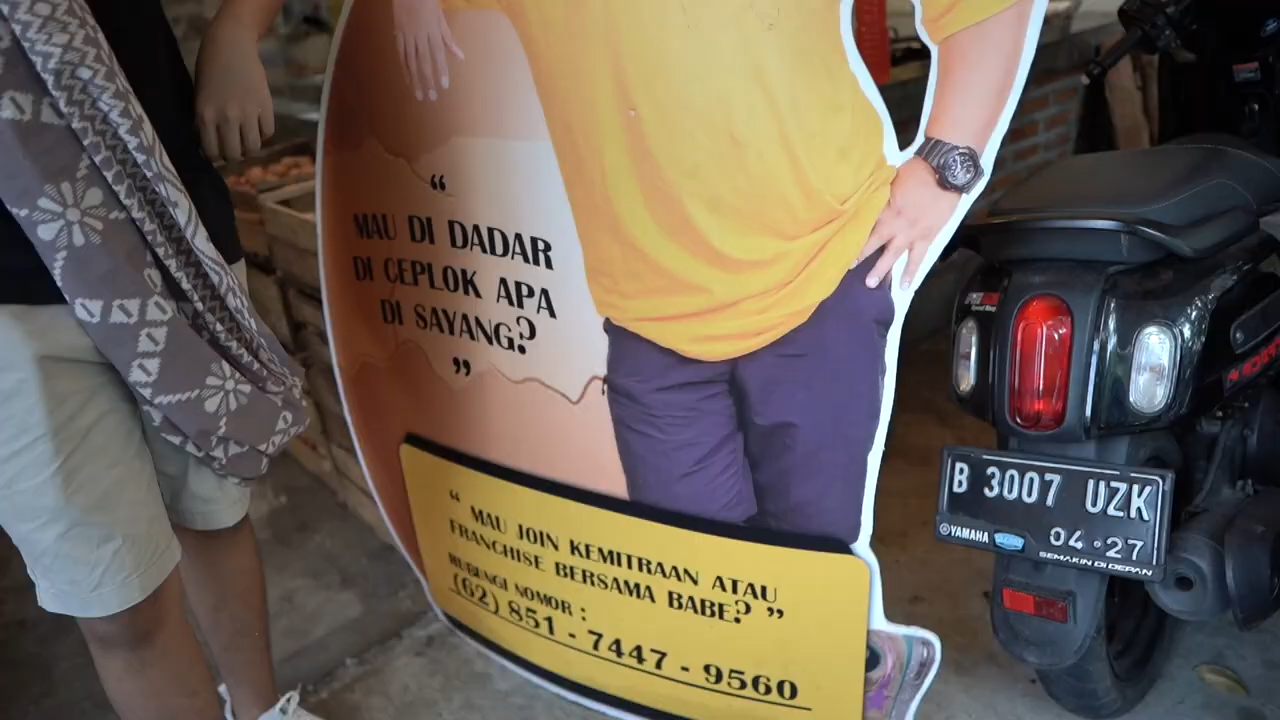 “
MAU DI DADAR
DI CEPLOK APA
DI SAYANG?
”
“ MAU JOIN KEMITRAAN ATAU
FRANCHISE BERSAMA BABE? ”
HUBUNGI NOMOR :
(62) 851 - 7447 - 9560
B 3007 UZK
YAMAHA
04·27
SEMAKIN DI DEPAN